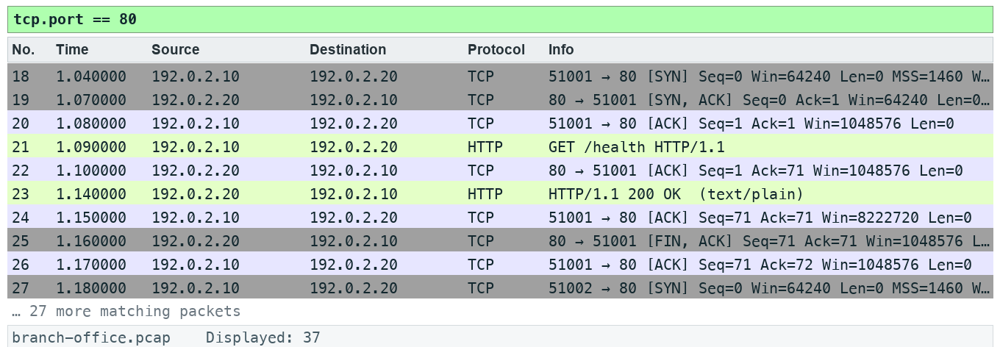 tcp.port == 80
No. Time Source Destination Protocol Info
18 1.040000 192.0.2.10 192.0.2.20 TCP 51001 → 80 [SYN] Seq=0 Win=64240 Len=0 MSS=1460 W…
19 1.070000 192.0.2.20 192.0.2.10 TCP 80 → 51001 [SYN, ACK] Seq=0 Ack=1 Win=64240 Len=0…
20 1.080000 192.0.2.10 192.0.2.20 TCP 51001 → 80 [ACK] Seq=1 Ack=1 Win=1048576 Len=0
21 1.090000 192.0.2.10 192.0.2.20 HTTP GET /health HTTP/1.1
22 1.100000 192.0.2.20 192.0.2.10 TCP 80 → 51001 [ACK] Seq=1 Ack=71 Win=1048576 Len=0
23 1.140000 192.0.2.20 192.0.2.10 HTTP HTTP/1.1 200 OK (text/plain)
24 1.150000 192.0.2.10 192.0.2.20 TCP 51001 → 80 [ACK] Seq=71 Ack=71 Win=8222720 Len=0
25 1.160000 192.0.2.20 192.0.2.10 TCP 80 → 51001 [FIN, ACK] Seq=71 Ack=71 Win=1048576 L…
26 1.170000 192.0.2.10 192.0.2.20 TCP 51001 → 80 [ACK] Seq=71 Ack=72 Win=1048576 Len=0
27 1.180000 192.0.2.10 192.0.2.20 TCP 51002 → 80 [SYN] Seq=0 Win=64240 Len=0 MSS=1460 W…
… 27 more matching packets
branch-office.pcap Displayed: 37